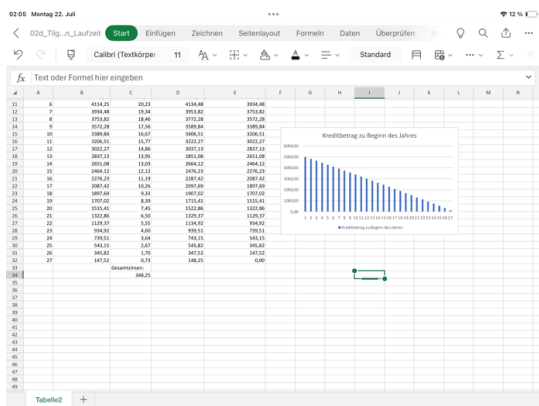 02:05 Montag 22. Juli
12 %
02d_Tilg...n_Laufzeit Start Einfügen Zeichnen Seitenlayout Formeln Daten Überprüfen
Calibri (Textkörper 11 Standard
fx Text oder Formel hier eingeben
A B C D E F G H I J K L M N
11 6 4114,25 20,23 4134,48 3934,48
12 7 3934,48 19,34 3953,82 3753,82
13 8 3753,82 18,46 3772,28 3572,28
14 9 3572,28 17,56 3589,84 3389,84
15 10 3389,84 16,67 3406,51 3206,51
16 11 3206,51 15,77 3222,27 3022,27
17 12 3022,27 14,86 3037,13 2837,13
18 13 2837,13 13,95 2851,08 2651,08
19 14 2651,08 13,03 2664,12 2464,12
20 15 2464,12 12,12 2476,23 2276,23
21 16 2276,23 11,19 2287,42 2087,42
22 17 2087,42 10,26 2097,69 1897,69
23 18 1897,69 9,33 1907,02 1707,02
24 19 1707,02 8,39 1715,41 1515,41
25 20 1515,41 7,45 1522,86 1322,86
26 21 1322,86 6,50 1329,37 1129,37
27 22 1129,37 5,55 1134,92 934,92
28 23 934,92 4,60 939,51 739,51
29 24 739,51 3,64 743,15 543,15
30 25 543,15 2,67 545,82 345,82
31 26 345,82 1,70 347,52 147,52
32 27 147,52 0,73 148,25 0,00
33 Gesamtzinsen:
34 348,25
35
36
37
38
39
40
41
42
43
44
45
46
47
48
49
Kreditbetrag zu Beginn des Jahres
6000,00
5000,00
4000,00
3000,00
2000,00
1000,00
0,00
1 2 3 4 5 6 7 8 9 10 11 12 13 14 15 16 17 18 19 20 21 22 23 24 25 26 27
Kreditbetrag zu Beginn des Jahres
Tabelle2 +